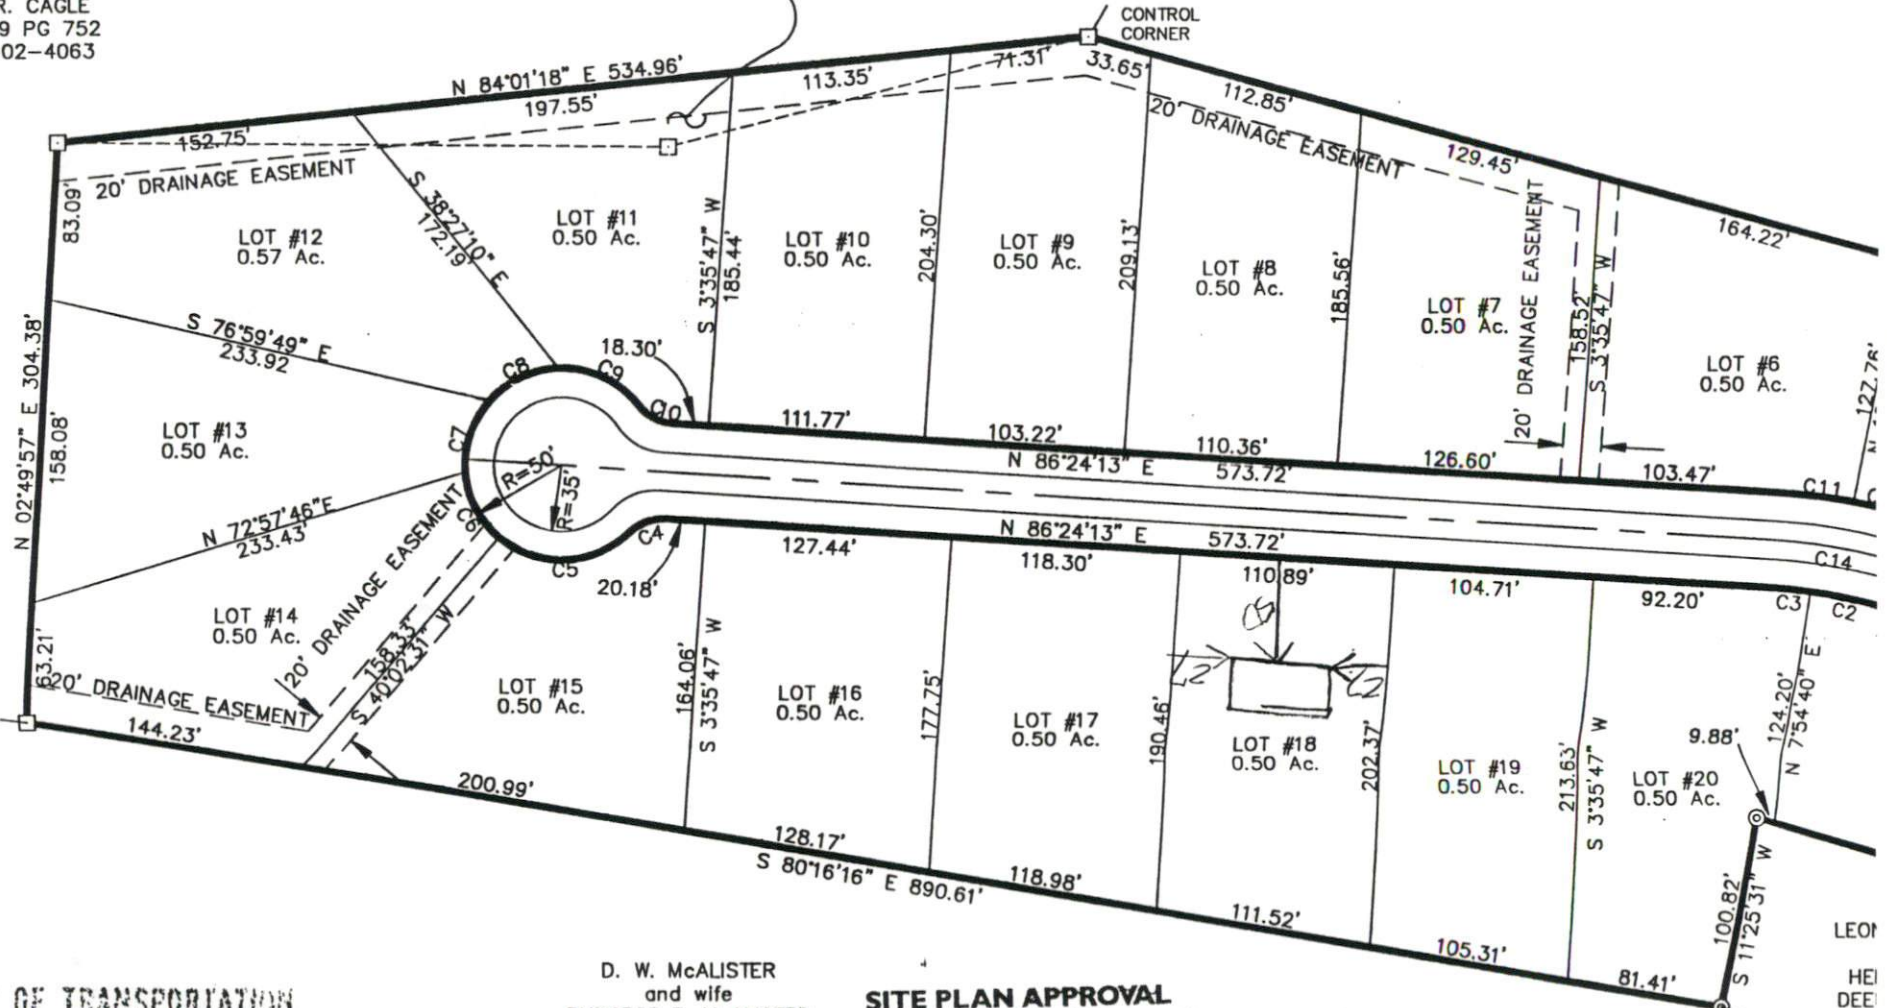 R. CAGLE
9 PG 752
02-4063
CONTROL
CORNER
N 84°01'18" E 534.96'
152.75'
197.55'
113.35'
71.31'
33.65'
112.85'
129.45'
164.22'
20' DRAINAGE EASEMENT
20' DRAINAGE EASEMENT
20' DRAINAGE EASEMENT
83.09'
LOT #12
0.57 Ac.
S 38°27'10" E
172.19'
LOT #11
0.50 Ac.
S 3°35'47" W
185.44'
LOT #10
0.50 Ac.
204.30'
LOT #9
0.50 Ac.
209.13'
LOT #8
0.50 Ac.
185.56'
LOT #7
0.50 Ac.
158.52'
S 3°35'47" W
LOT #6
0.50 Ac.
127.76'
S 76°59'49" E
233.92
N 02°49'57" E 304.38'
158.08'
LOT #13
0.50 Ac.
C8
C9
18.30'
C10
C7
111.77'
103.22'
110.36'
126.60'
103.47'
C11
R=50'
R=35'
N 86°24'13" E
573.72'
N 72°57'46"E
233.43'
C6
C5
C4
20.18'
N 86°24'13" E
573.72'
C14
127.44'
118.30'
110.89'
104.71'
92.20'
C3
C2
LOT #14
0.50 Ac.
63.21'
20' DRAINAGE EASEMENT
20' DRAINAGE EASEMENT
158.33'
S 40°02'31" W
LOT #15
0.50 Ac.
164.06'
S 3°35'47" W
LOT #16
0.50 Ac.
177.75'
LOT #17
0.50 Ac.
190.46'
LOT #18
0.50 Ac.
202.37'
LOT #19
0.50 Ac.
213.63'
S 3°35'47" W
LOT #20
0.50 Ac.
9.88'
124.20'
N 7°54'40" E
144.23'
200.99'
128.17'
S 80°16'16" E 890.61'
118.98'
111.52'
105.31'
81.41'
100.82'
S 11°25'31" W
LEON
HEI
DEE
D. W. McALISTER
and wife
OF TRANSPORTATION
SITE PLAN APPROVAL